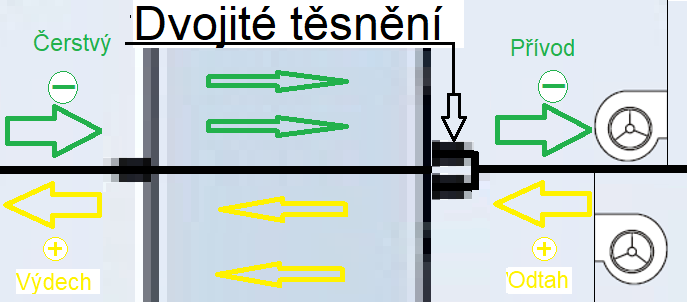 Dvojité těsnění
Čerstvý
Přívod
−
−
+
+
Výdech
Odtah